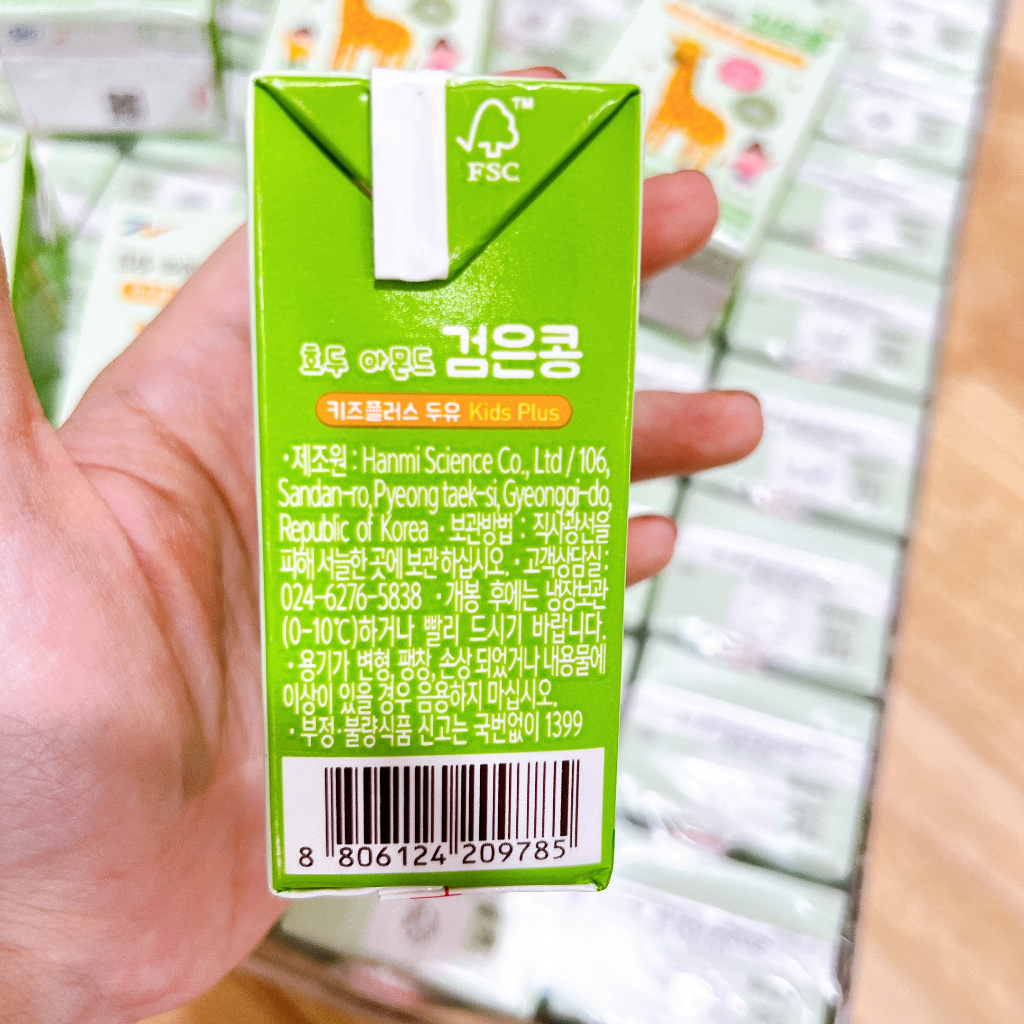 TM
FSC
호두 아몬드 검은콩
키즈플러스 두유 Kids Plus
·제조원 : Hanmi Science Co., Ltd / 106,
Sandan-ro, Pyeong taek-si, Gyeonggi-do,
Republic of Korea ·보관방법 : 직사광선을
피해 서늘한 곳에 보관 하십시오. ·고객상담실 :
024-6276-5838 ·개봉 후에는 냉장보관
(0-10℃)하거나 빨리 드시기 바랍니다.
·용기가 변형, 팽창, 손상 되었거나 내용물에
이상이 있을 경우 음용하지 마십시오.
·부정·불량식품 신고는 국번없이 1399
8 806124 209785